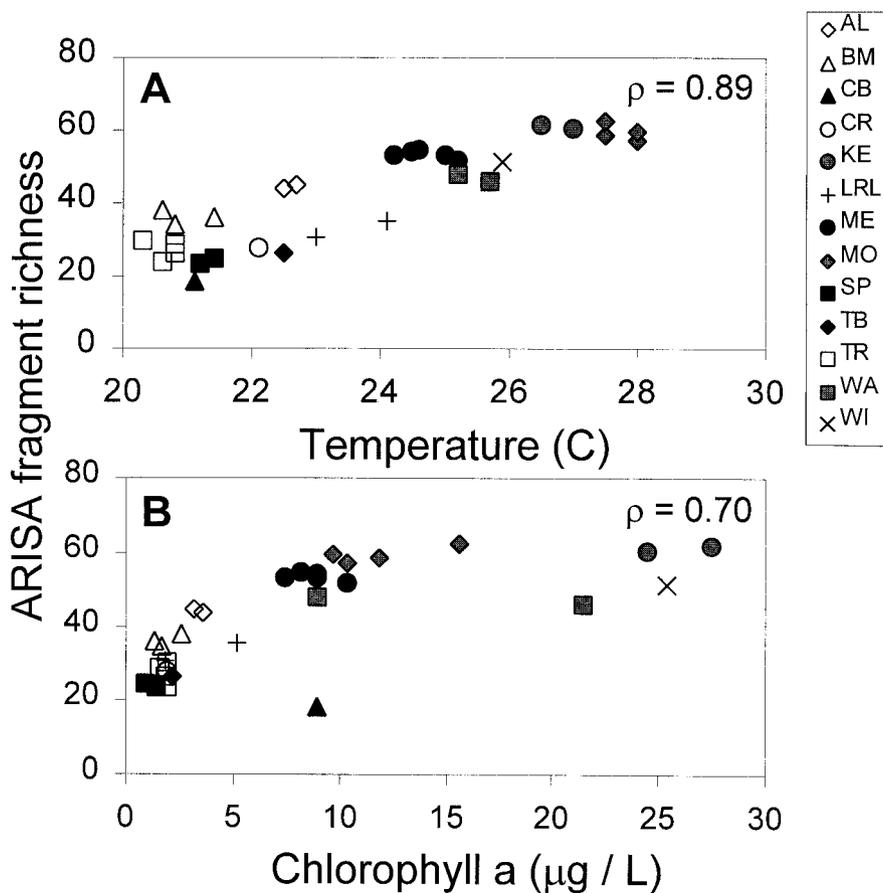 ARISA fragment richness
A
ρ = 0.89
80
60
40
20
0
20 22 24 26 28 30
Temperature (C)
B
ρ = 0.70
80
60
40
20
0
0 5 10 15 20 25 30
Chlorophyll a (μg / L)
AL
BM
CB
CR
KE
LRL
ME
MO
SP
TB
TR
WA
WI